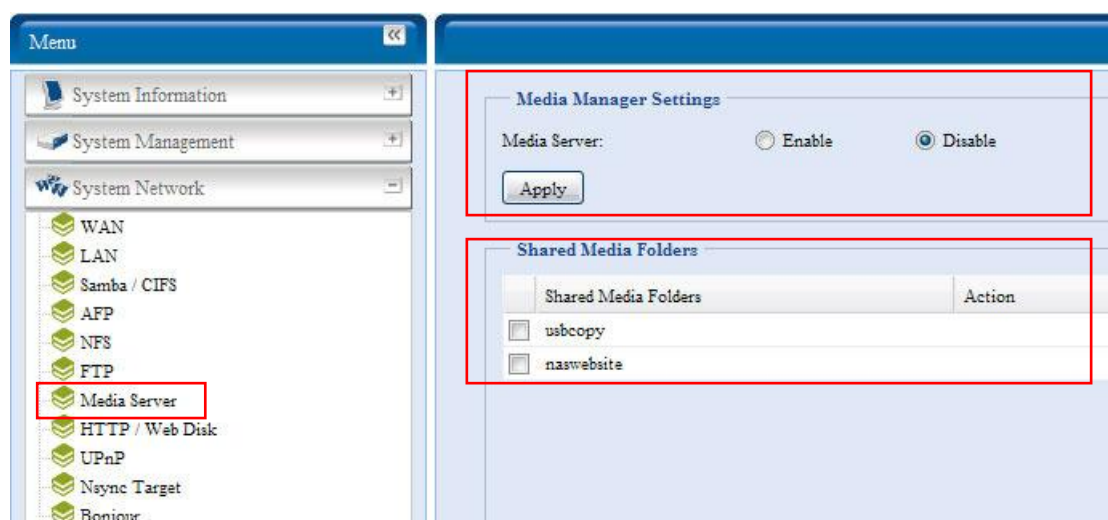 Menu
System Information
System Management
System Network
WAN
LAN
Samba / CIFS
AFP
NFS
FTP
Media Server
HTTP / Web Disk
UPnP
Nsync Target
Bonjour
Media Manager Settings
Media Server: Enable Disable
Apply
Shared Media Folders
Shared Media Folders Action
usbcopy
naswebsite